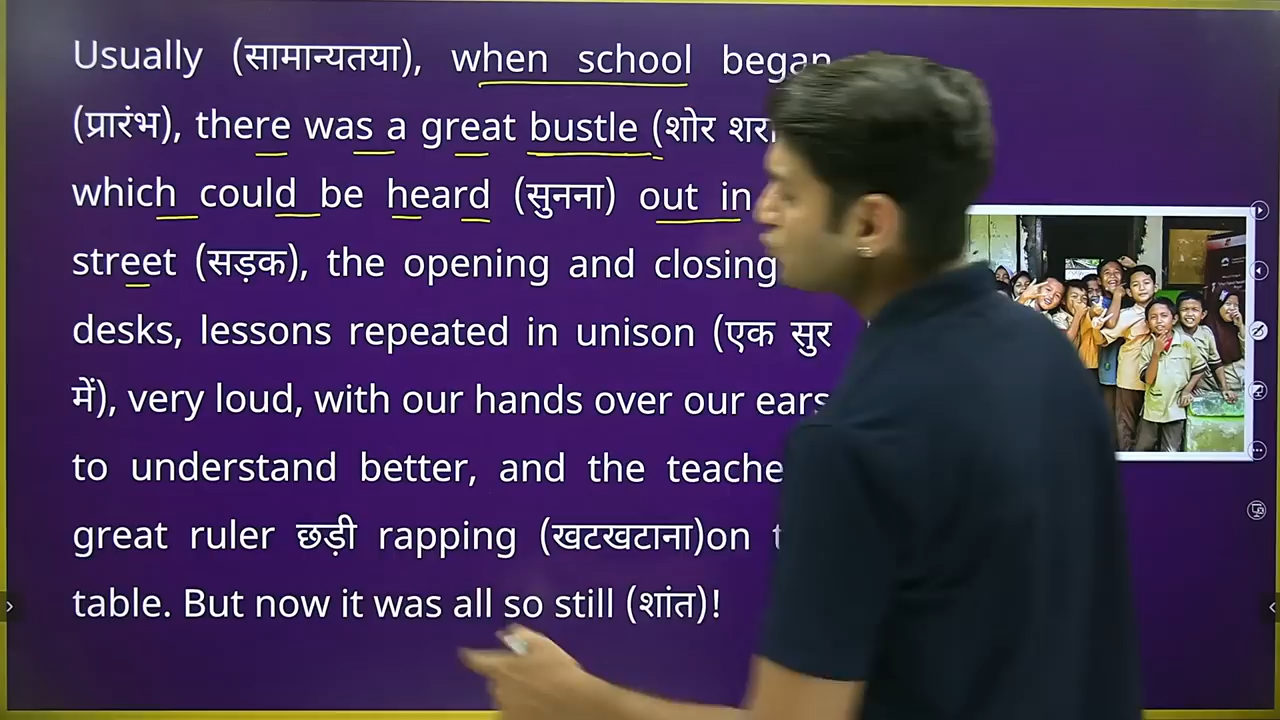 Usually (सामान्यतया), when school began
(प्रारंभ), there was a great bustle (शोर
which could be heard (सुनना) out in
street (सड़क), the opening and closing
desks, lessons repeated in unison (एक सुर
में), very loud, with our hands over our ears
to understand better, and the
great ruler छड़ी rapping (खटखटाना)on
table. But now it was all so still (शांत)!